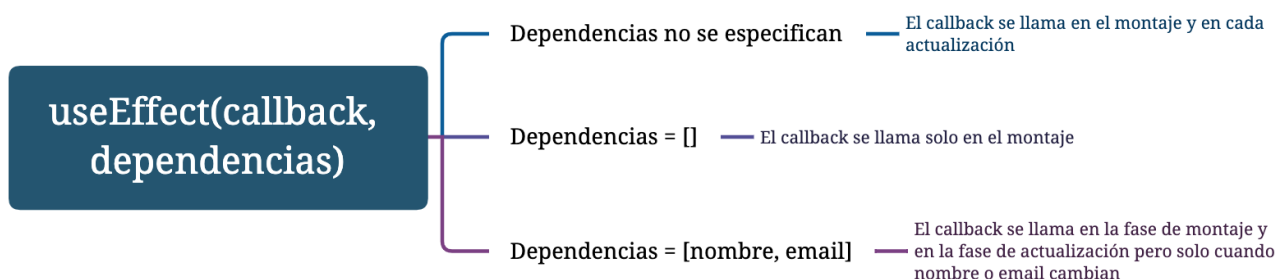 useEffect(callback,
dependencias)
Dependencias no se especifican
El callback se llama en el montaje y en cada
actualización
Dependencias = []
El callback se llama solo en el montaje
Dependencias = [nombre, email]
El callback se llama en la fase de montaje y
en la fase de actualización pero solo cuando
nombre o email cambian